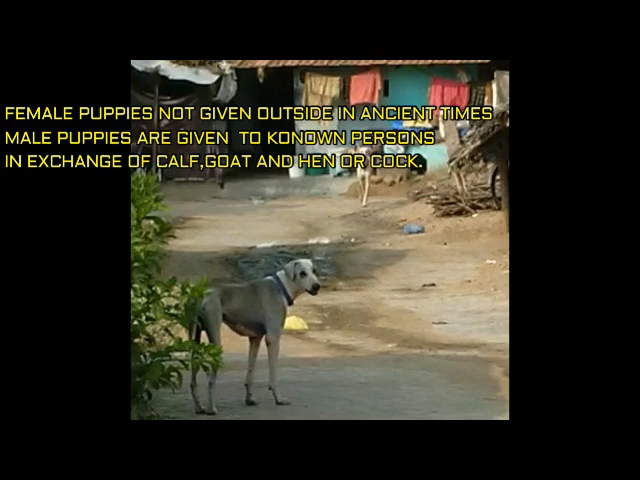 FEMALE PUPPIES NOT GIVEN OUTSIDE IN ANCIENT TIMES
MALE PUPPIES ARE GIVEN TO KONOWN PERSONS
IN EXCHANGE OF CALF,GOAT AND HEN OR COCK.